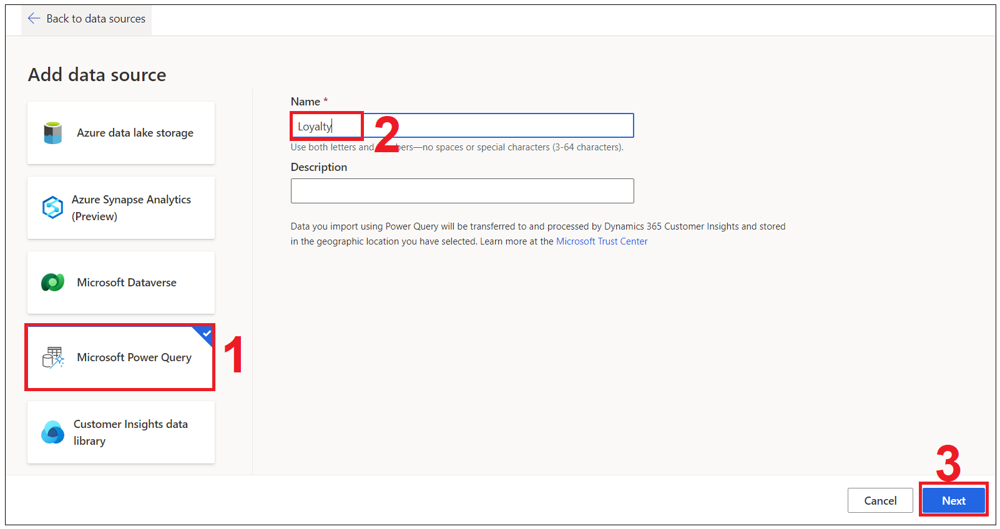 Back to data sources
Add data source
Azure data lake storage
Azure Synapse Analytics
(Preview)
Microsoft Dataverse
Microsoft Power Query
1
Customer Insights data
library
Name *
Loyalty
2
Use both letters and bers—no spaces or special characters (3-64 characters).
Description
Data you import using Power Query will be transferred to and processed by Dynamics 365 Customer Insights and stored
in the geographic location you have selected. Learn more at the Microsoft Trust Center
3
Cancel
Next